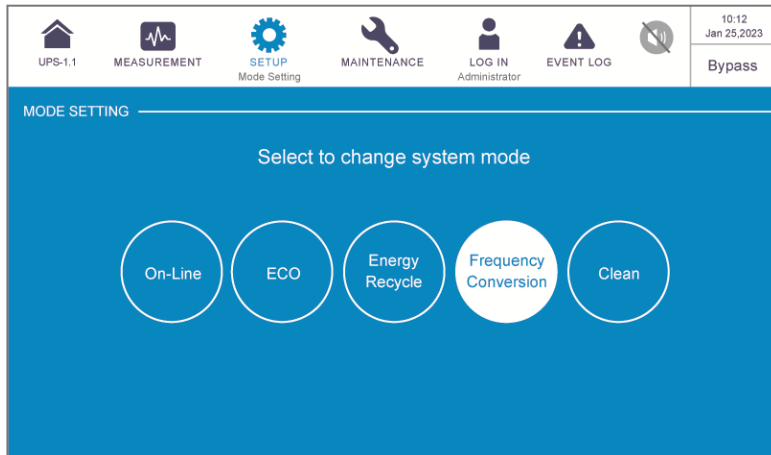 10:12
Jan 25,2023
UPS-1.1
MEASUREMENT
SETUP
Mode Setting
MAINTENANCE
LOG IN
Administrator
EVENT LOG
Bypass
MODE SETTING
Select to change system mode
On-Line
ECO
Energy
Recycle
Frequency
Conversion
Clean